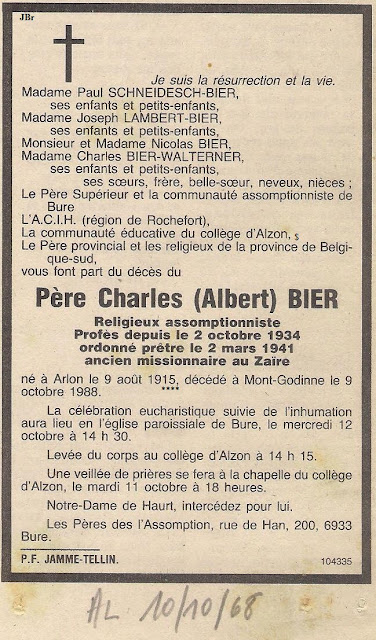 JBr
Je suis la résurrection et la vie.
Madame Paul SCHNEIDESCH-BIER,
ses enfants et petits-enfants,
Madame Joseph LAMBERT-BIER,
ses enfants et petits-enfants,
Monsieur et Madame Nicolas BIER,
Madame Charles BIER-WALTERNER,
ses enfants et petits-enfants,
ses sœurs, frère, belle-sœur, neveux, nièces ;
Le Père Supérieur et la communauté assomptionniste de
Bure
L'A.C.I.H. (région de Rochefort),
La communauté éducative du collège d'Alzon, s
Le Père provincial et les religieux de la province de Belgi-
que-sud,
vous font part du décès du
Père Charles (Albert) BIER
Religieux assomptionniste
Profès depuis le 2 octobre 1934
ordonné prêtre le 2 mars 1941
ancien missionnaire au Zaïre
né à Arlon le 9 août 1915, décédé à Mont-Godinne le 9
octobre 1988. ****
La célébration eucharistique suivie de l'inhumation
aura lieu en l'église paroissiale de Bure, le mercredi 12
octobre à 14 h 30.
Levée du corps au collège d'Alzon à 14 h 15.
Une veillée de prières se fera à la chapelle du collège
d'Alzon, le mardi 11 octobre à 18 heures.
Notre-Dame de Haurt, intercédez pour lui.
Les Pères des l'Assomption, rue de Han, 200, 6933
Bure.
P.F. JAMME-TELLIN.
104335
AL 10/10/68